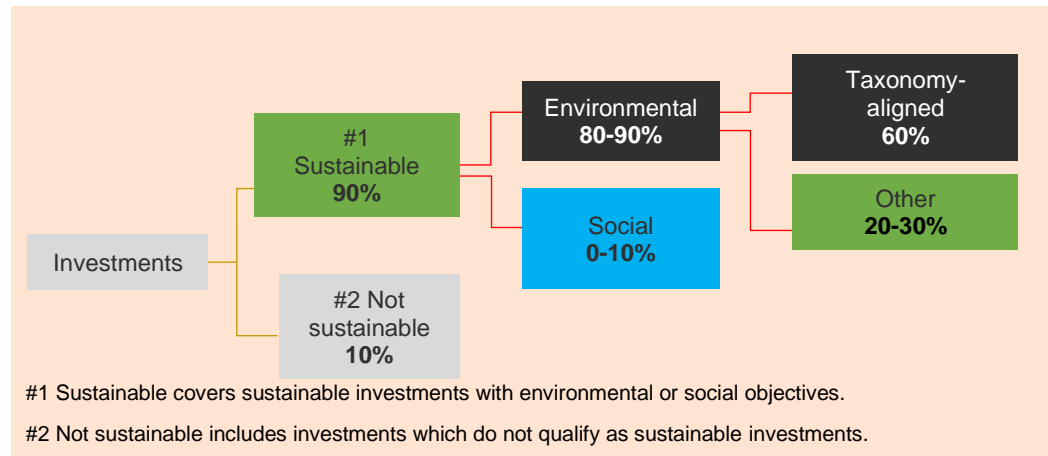 Investments
#1
Sustainable
90%
#2 Not
sustainable
10%
Environmental
80-90%
Social
0-10%
Taxonomy-
aligned
60%
Other
20-30%
#1 Sustainable covers sustainable investments with environmental or social objectives.
#2 Not sustainable includes investments which do not qualify as sustainable investments.